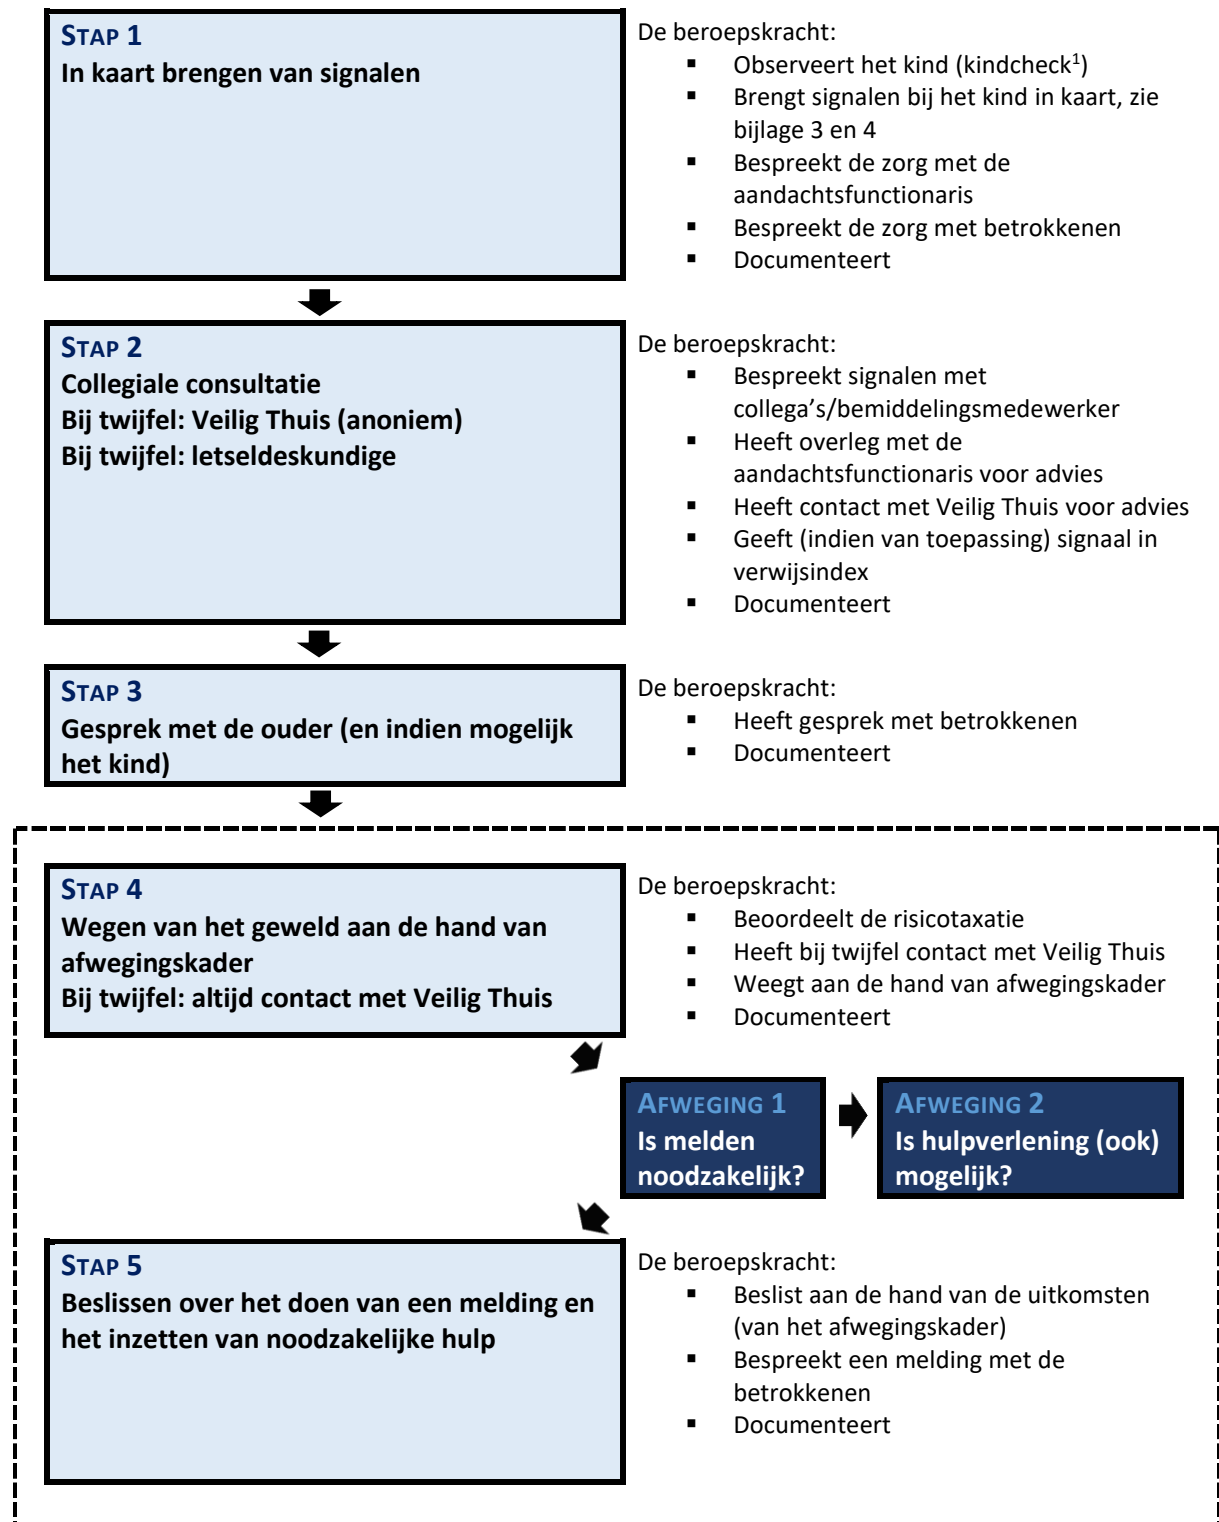 STAP 1
In kaart brengen van signalen
De beroepskracht:
▪ Observeert het kind (kindcheck¹)
▪ Brengt signalen bij het kind in kaart, zie
bijlage 3 en 4
▪ Bespreekt de zorg met de
aandachtsfunctionaris
▪ Bespreekt de zorg met betrokkenen
▪ Documenteert
STAP 2
Collegiale consultatie
Bij twijfel: Veilig Thuis (anoniem)
Bij twijfel: letseldeskundige
De beroepskracht:
▪ Bespreekt signalen met
collega’s/bemiddelingsmedewerker
▪ Heeft overleg met de
aandachtsfunctionaris voor advies
▪ Heeft contact met Veilig Thuis voor advies
▪ Geeft (indien van toepassing) signaal in
verwijsindex
▪ Documenteert
STAP 3
Gesprek met de ouder (en indien mogelijk
het kind)
De beroepskracht:
▪ Heeft gesprek met betrokkenen
▪ Documenteert
STAP 4
Wegen van het geweld aan de hand van
afwegingskader
Bij twijfel: altijd contact met Veilig Thuis
De beroepskracht:
▪ Beoordeelt de risicotaxatie
▪ Heeft bij twijfel contact met Veilig Thuis
▪ Weegt aan de hand van afwegingskader
▪ Documenteert
AFWEGING 1
Is melden
noodzakelijk?
AFWEGING 2
Is hulpverlening (ook)
mogelijk?
STAP 5
Beslissen over het doen van een melding en
het inzetten van noodzakelijke hulp
De beroepskracht:
▪ Beslist aan de hand van de uitkomsten
(van het afwegingskader)
▪ Bespreekt een melding met de
betrokkenen
▪ Documenteert